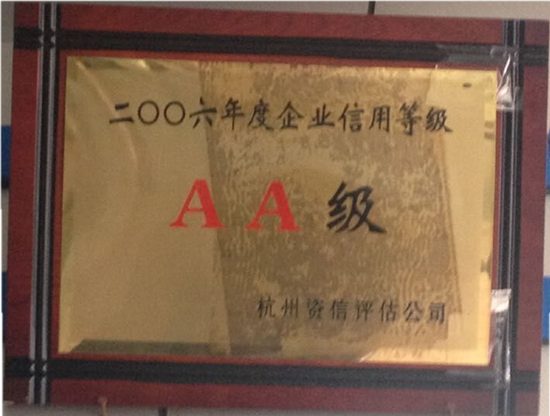 二〇〇六年度企业信用等级
AA级
杭州资信评估公司